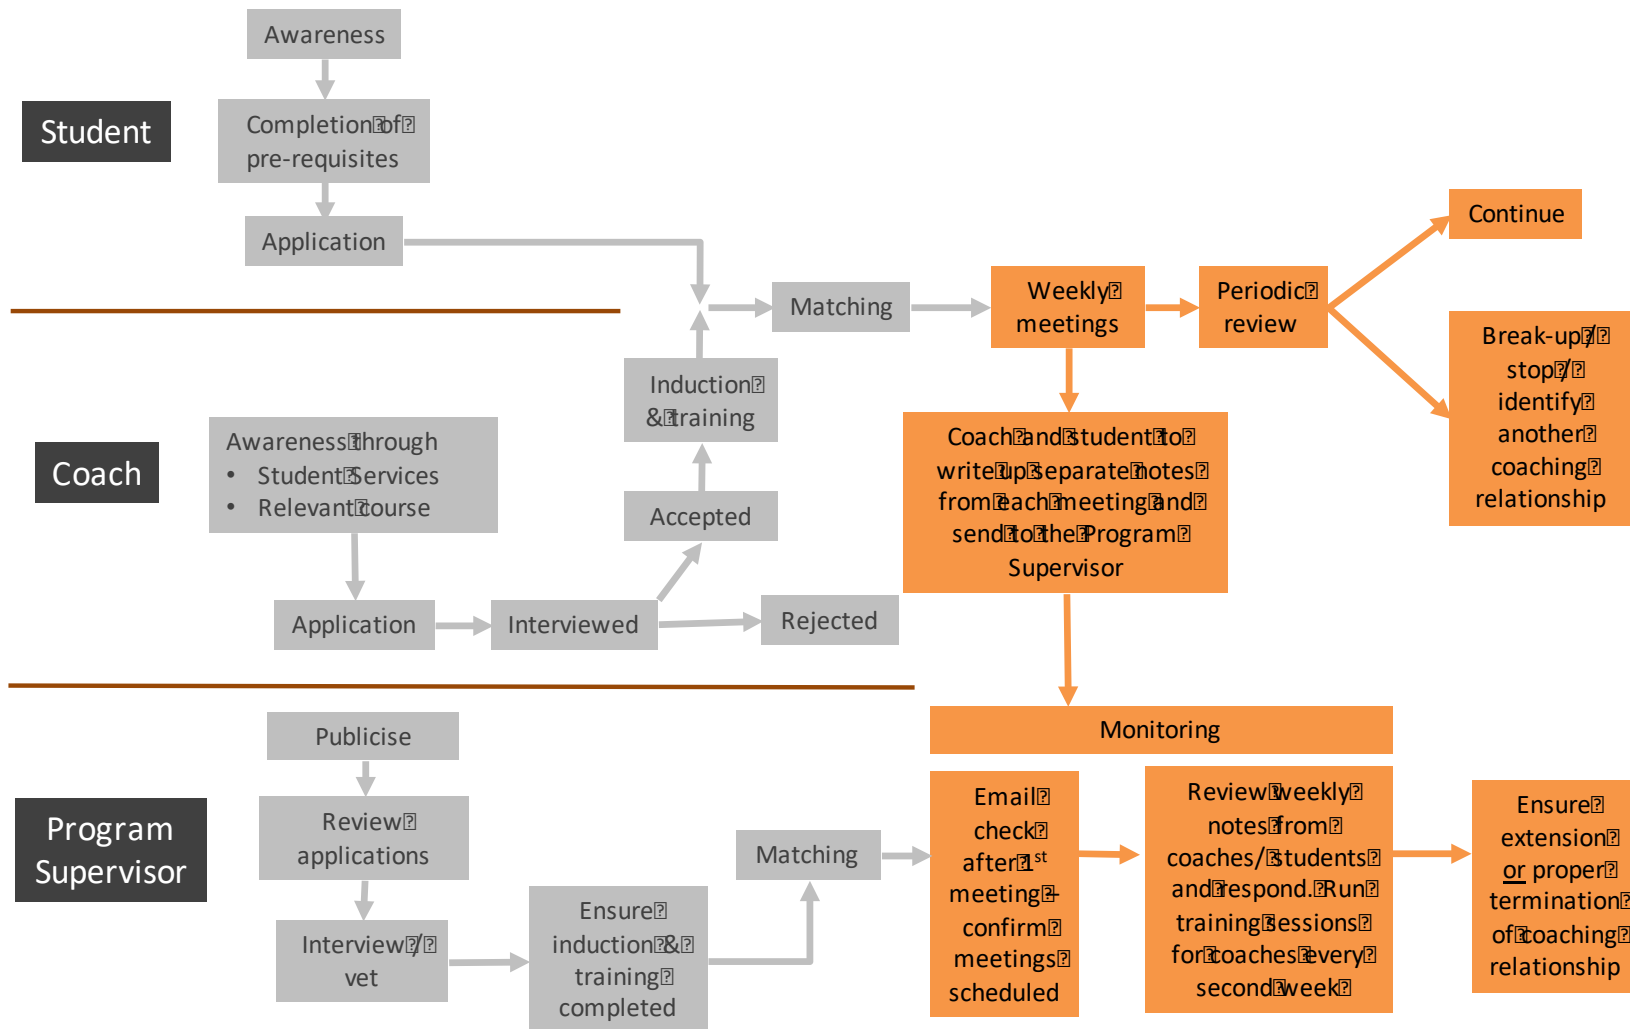 Awareness
Student
Completion of
pre-requisites
Application
Continue
Matching
Weekly
meetings
Periodic
review
Break-up /
stop /
identify
another
coaching
relationship
Induction
& training
Coach
Awareness through
• Student Services
• Relevant course
Coach and student to
write up separate notes
from each meeting and
send to the Program
Supervisor
Accepted
Application
Interviewed
Rejected
Publicise
Monitoring
Program
Supervisor
Review
applications
Interview /
vet
Ensure
induction &
training
completed
Matching
Email
check
after 1st
meeting –
confirm
meetings
scheduled
Review weekly
notes from
coaches/ students
and respond. Run
training sessions
for coaches every
second week
Ensure
extension
or proper
termination
of coaching
relationship